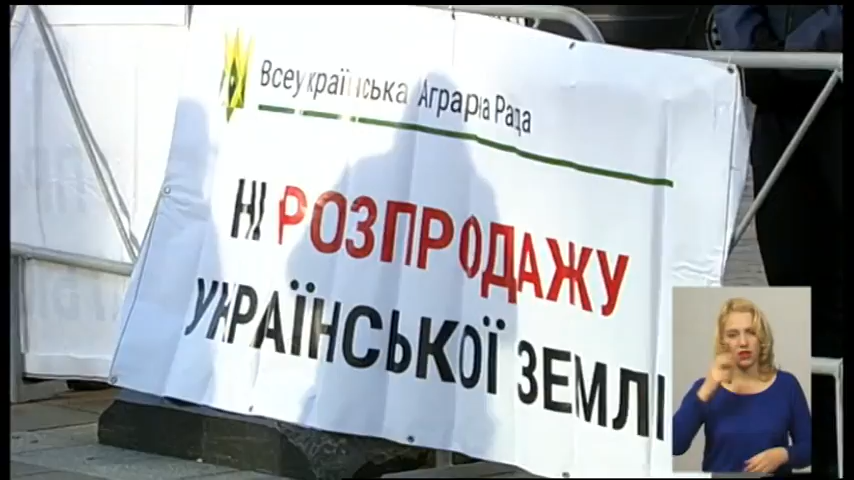 Всеукраїнська Аграрна Рада
НІ РОЗПРОДАЖУ
УКРАЇНСЬКОЇ ЗЕМЛІ